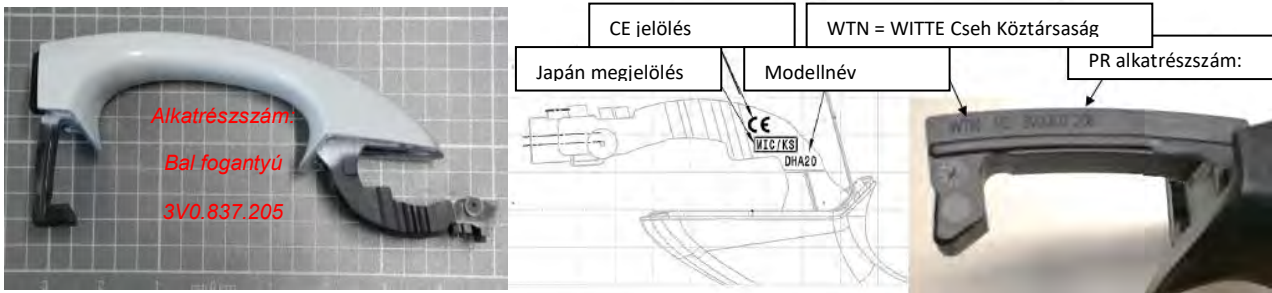 Alkatrészszám:
Bal fogantyú
3V0.837.205
CE jelölés
WTN = WITTE Cseh Köztársaság
Japán megjelölés
Modellnév
PR alkatrészszám:
CE
MIC/KS
DHA20
WTN